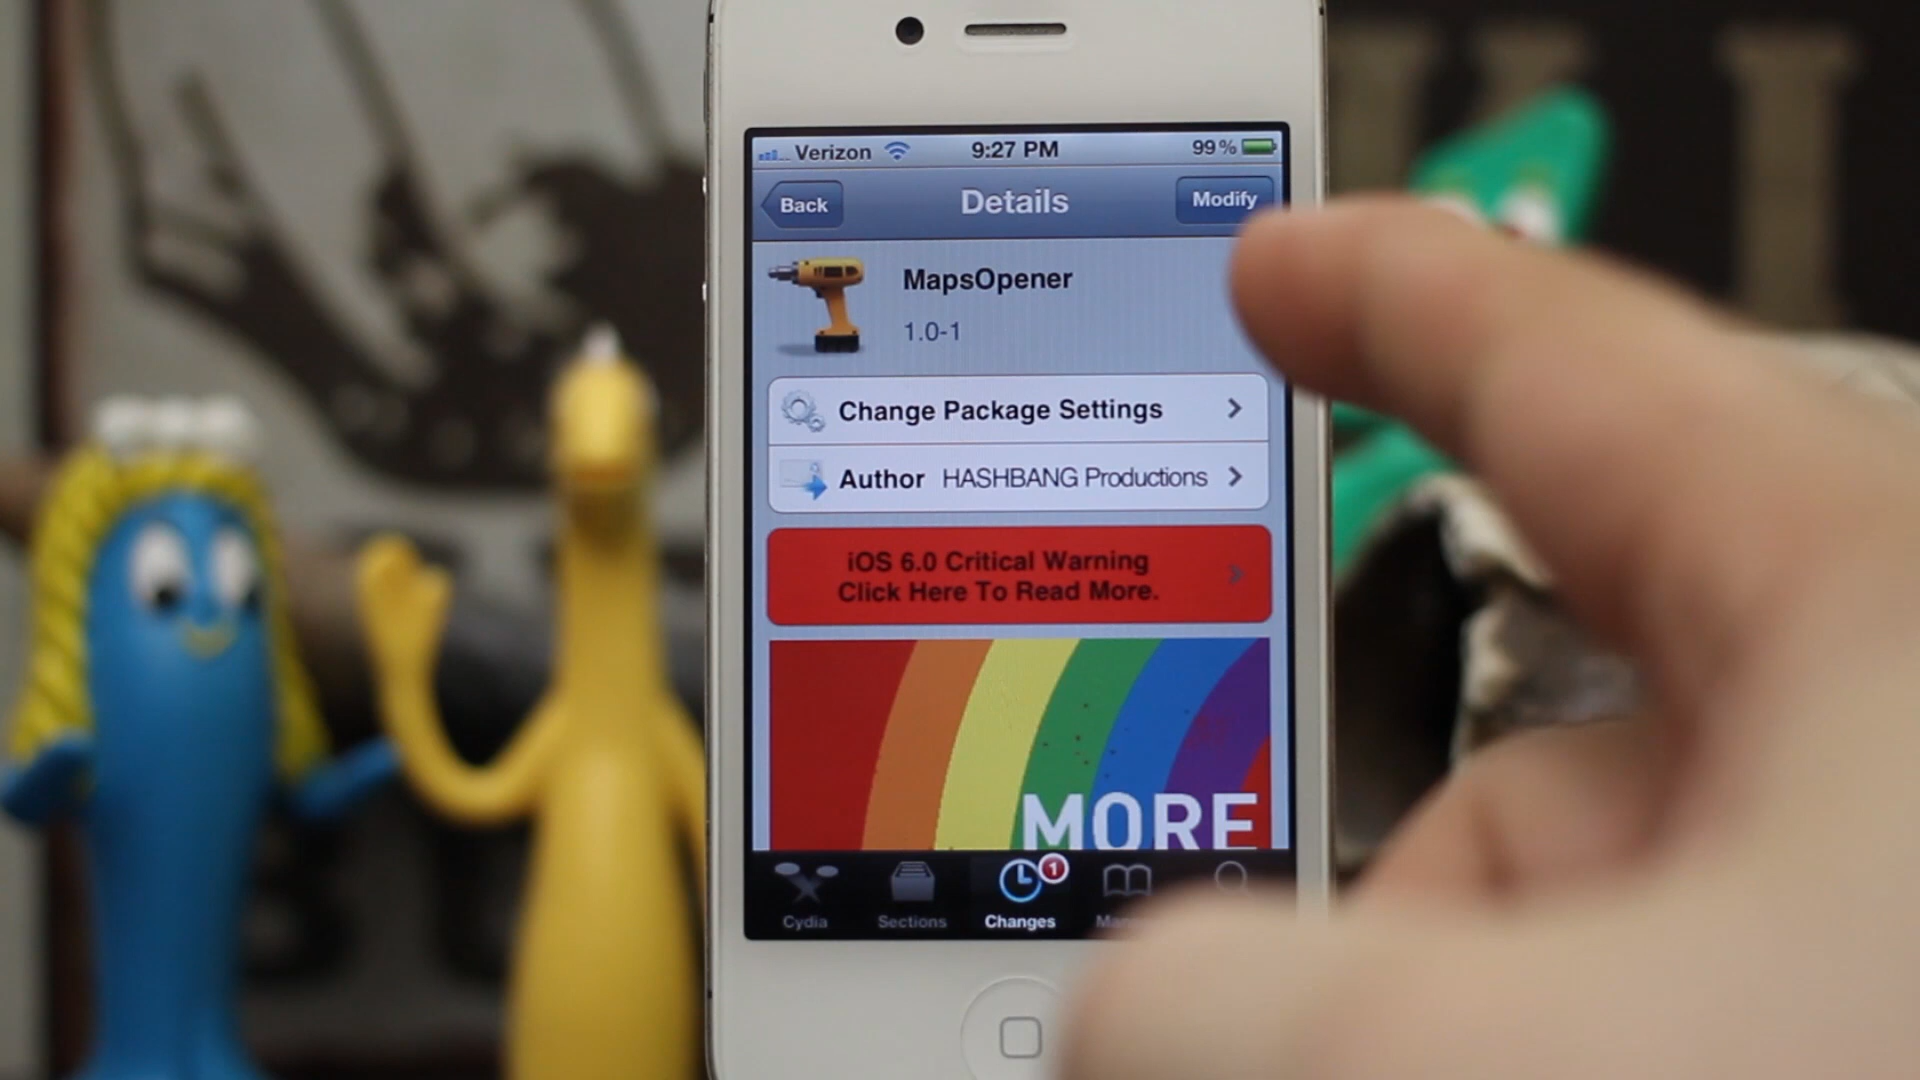 Verizon 9:27 PM 99%
Back Details Modify
MapsOpener
1.0-1
Change Package Settings
Author HASHBANG Productions
iOS 6.0 Critical Warning
Click Here To Read More.
MORE
1
Cydia Sections Changes